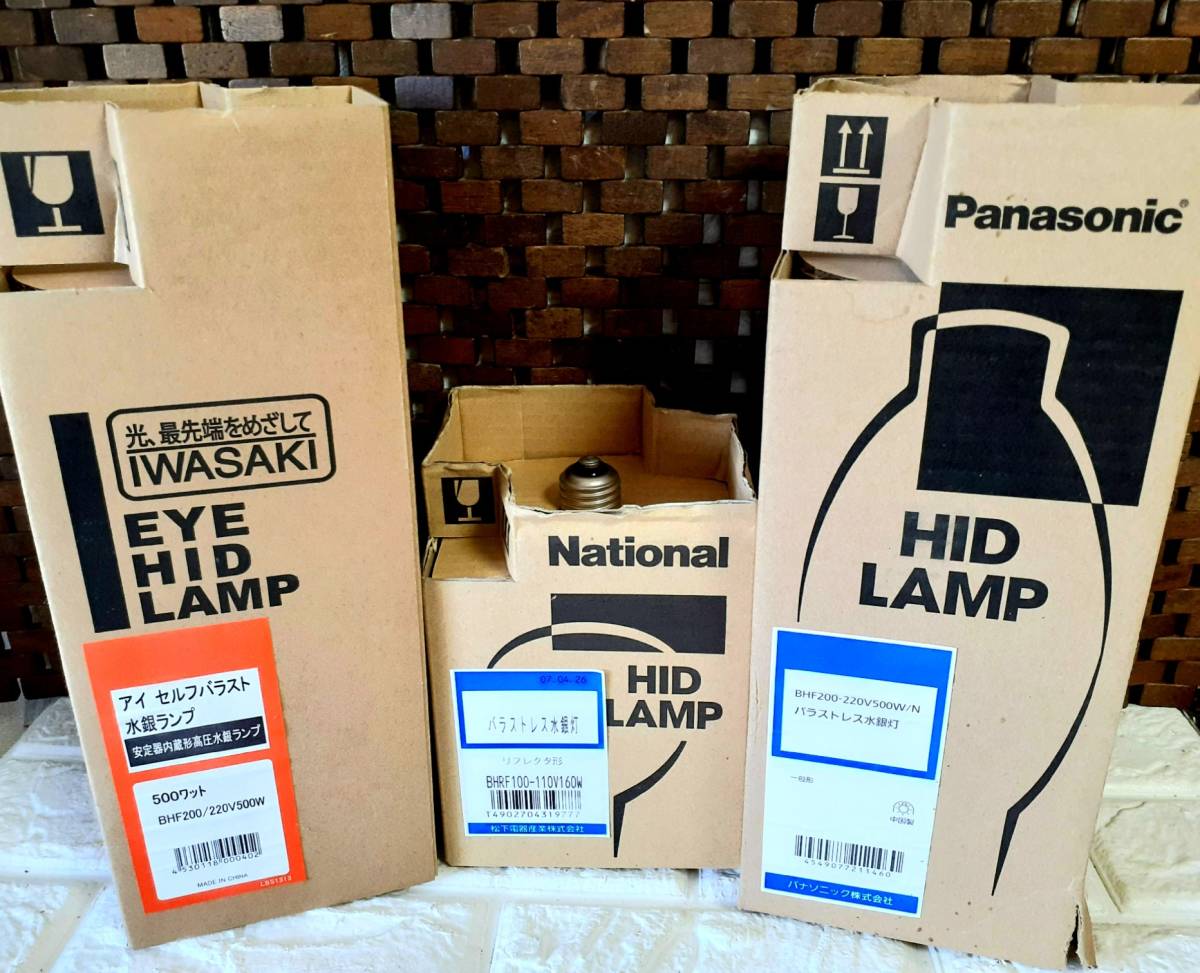 光、最先端をめざして
IWASAKI
EYE
HID
LAMP
アイ セルフバラスト
水銀ランプ
安定器内蔵形高圧水銀ランプ
500ワット
BHF200/220V500W
4530118000402
MADE IN CHINA
LBS1313
National
HID
LAMP
07.04.26
バラストレス水銀灯
リフレクタ形
BHRF100-110V160W
T4902704319777
松下電器産業株式会社
Panasonic®
HID
LAMP
BHF200-220V500W/N
バラストレス水銀灯
一般形
中国製
4549077211460
パナソニック株式会社